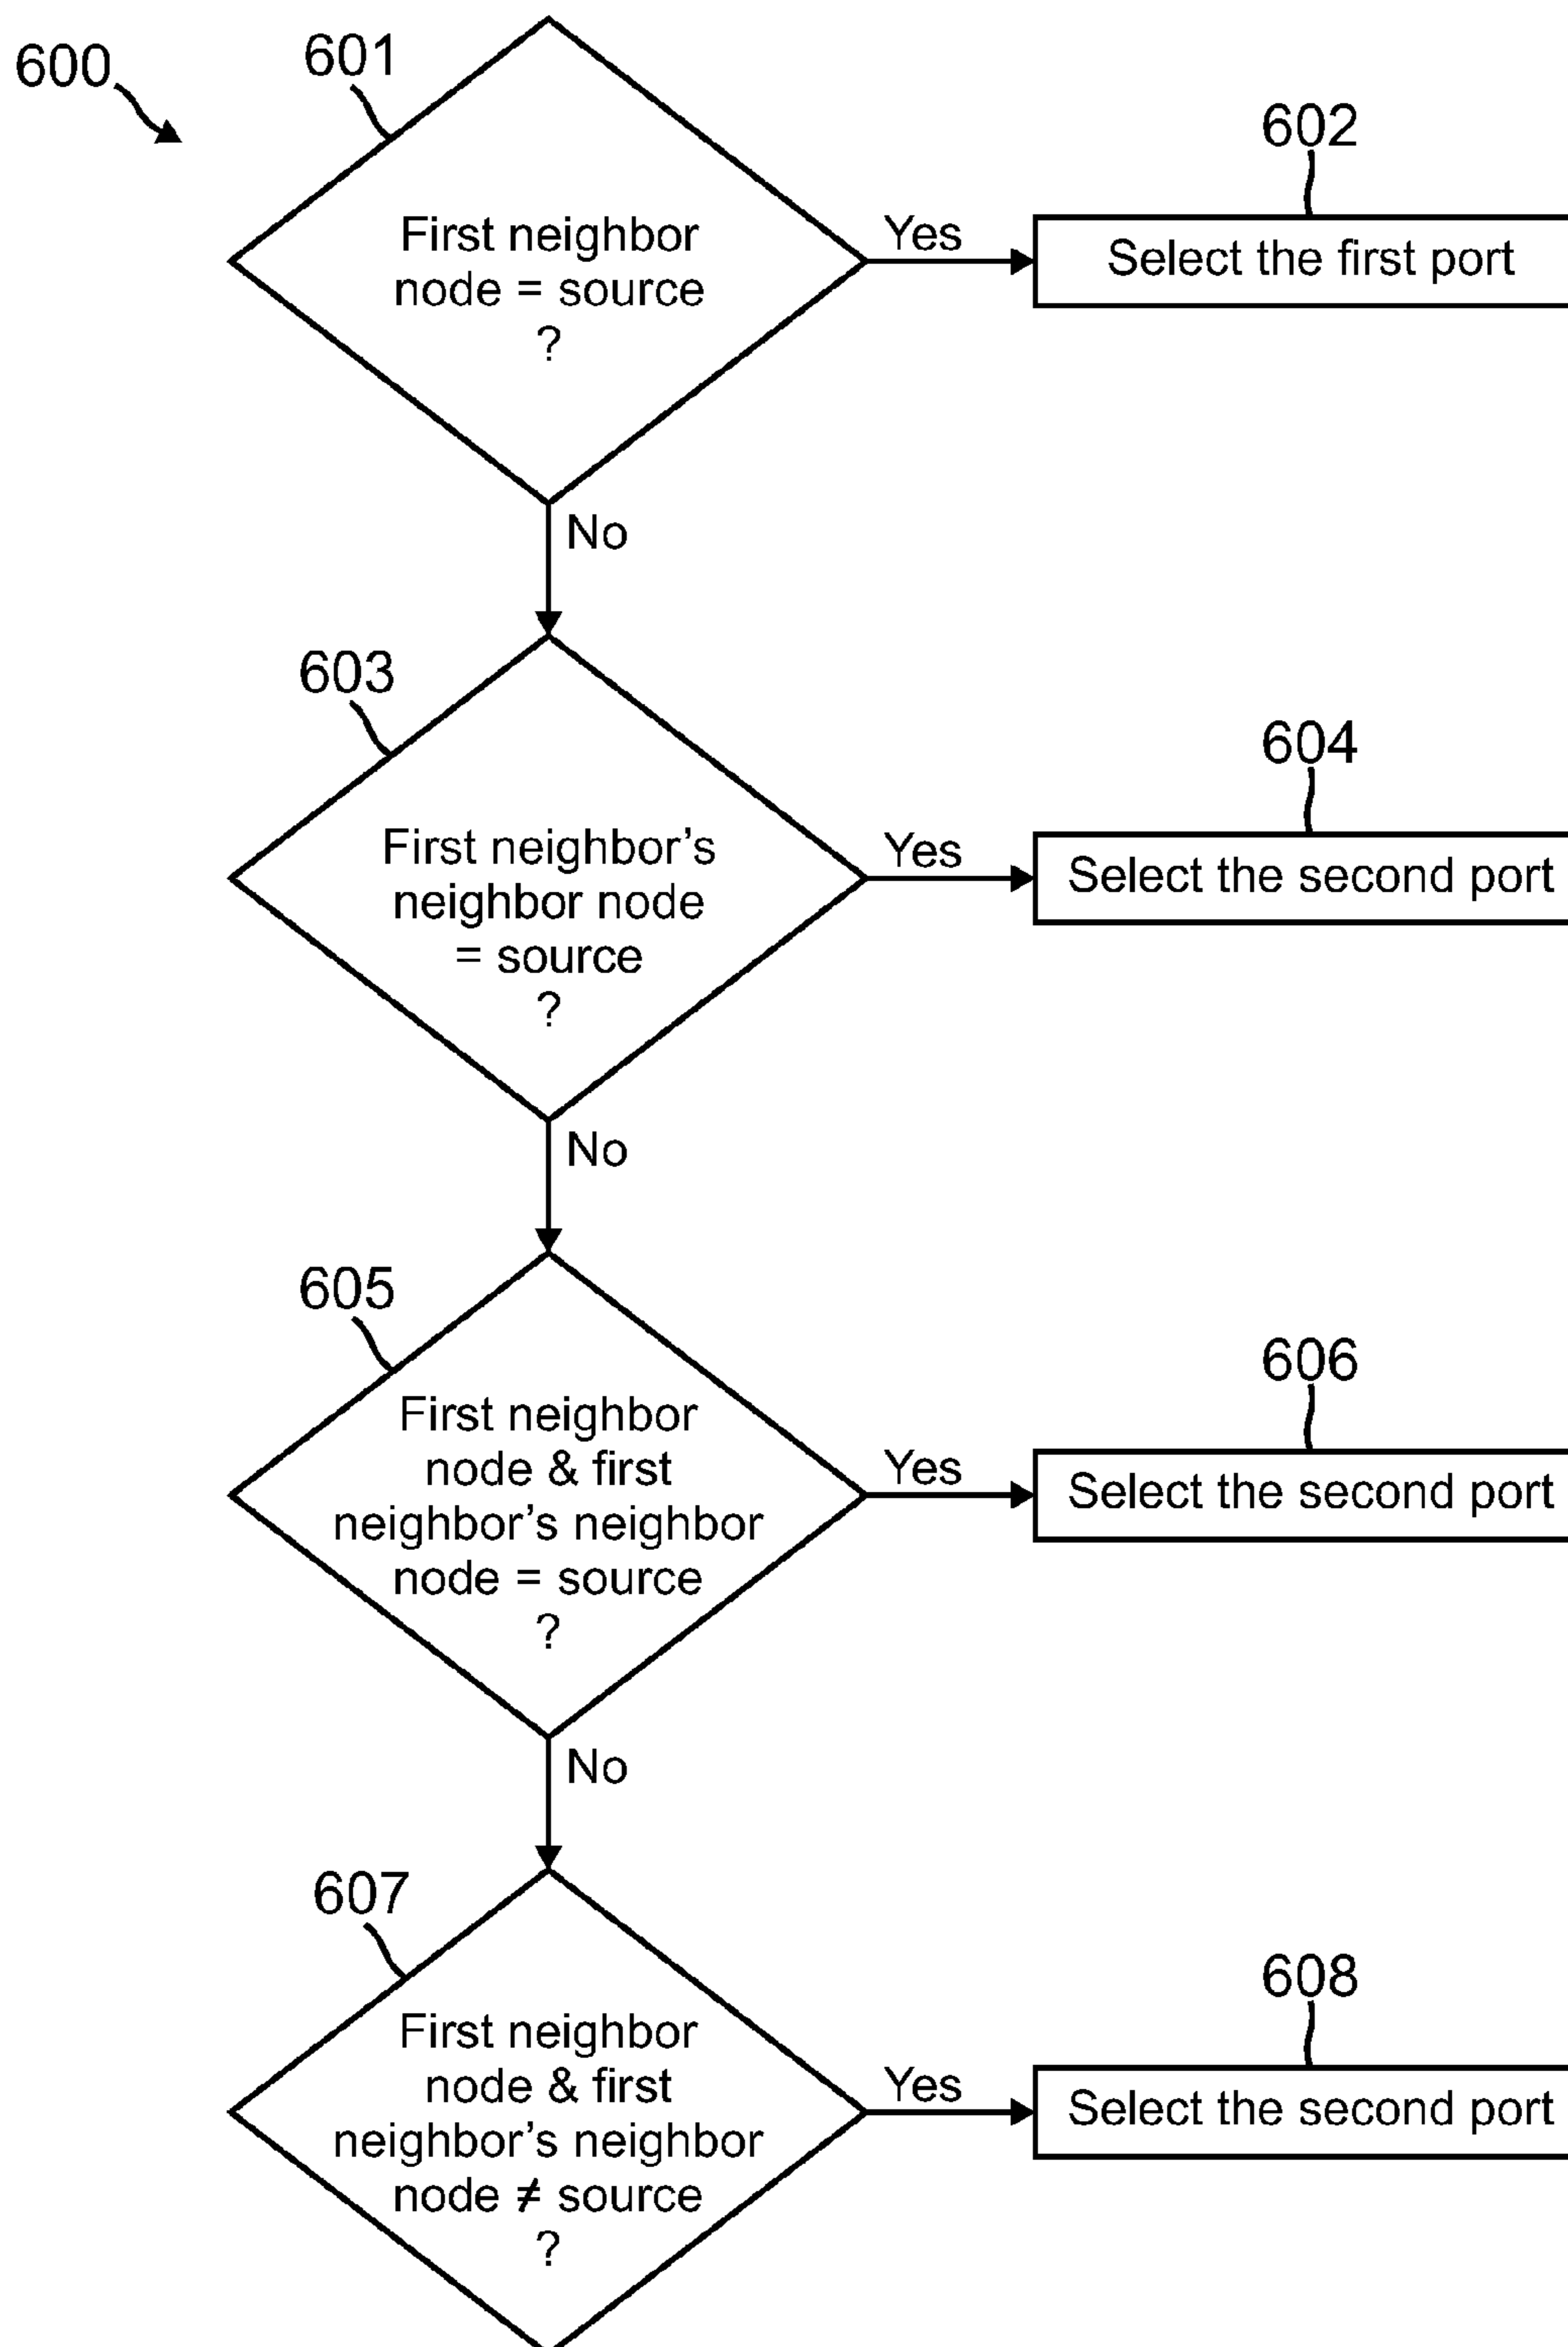 600
601
First neighbor
node = source
?
Yes
602
Select the first port
No
603
First neighbor's
neighbor node
= source
?
Yes
604
Select the second port
No
605
First neighbor
node & first
neighbor's neighbor
node = source
?
Yes
606
Select the second port
No
607
First neighbor
node & first
neighbor's neighbor
node ≠ source
?
Yes
608
Select the second port